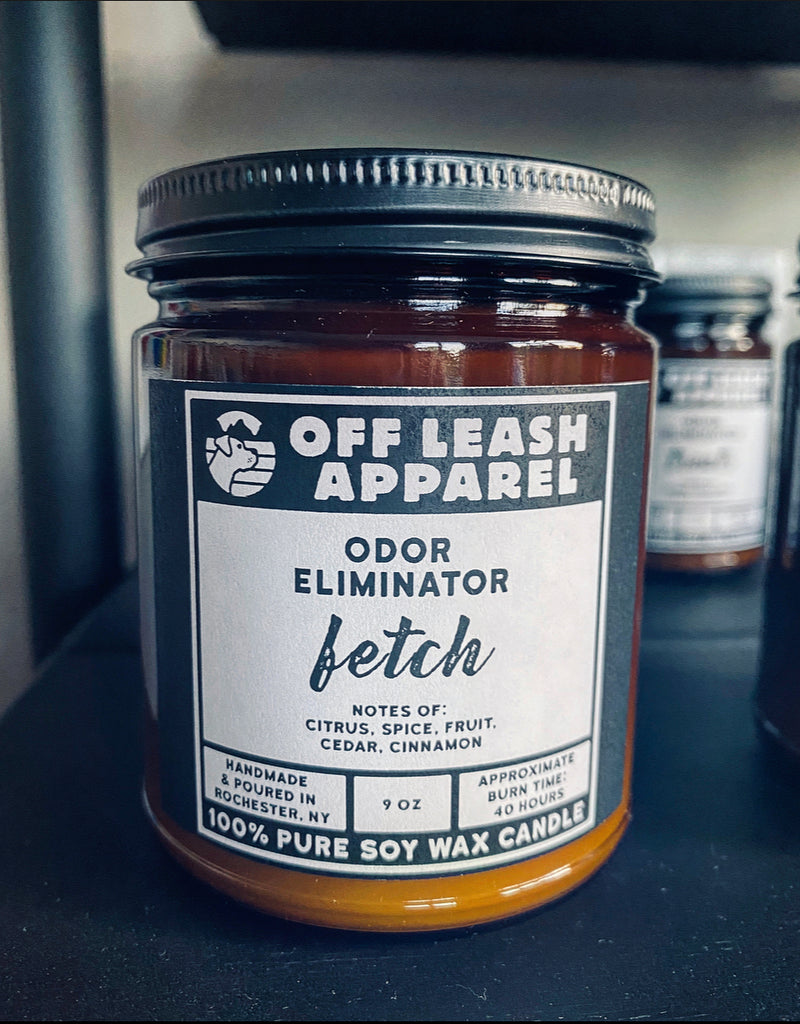 OFF LEASH
APPAREL
ODOR
ELIMINATOR
fetch
NOTES OF:
CITRUS, SPICE, FRUIT,
CEDAR, CINNAMON
HANDMADE
& POURED IN
ROCHESTER, NY
9 OZ
APPROXIMATE
BURN TIME:
40 HOURS
100% PURE SOY WAX CANDLE